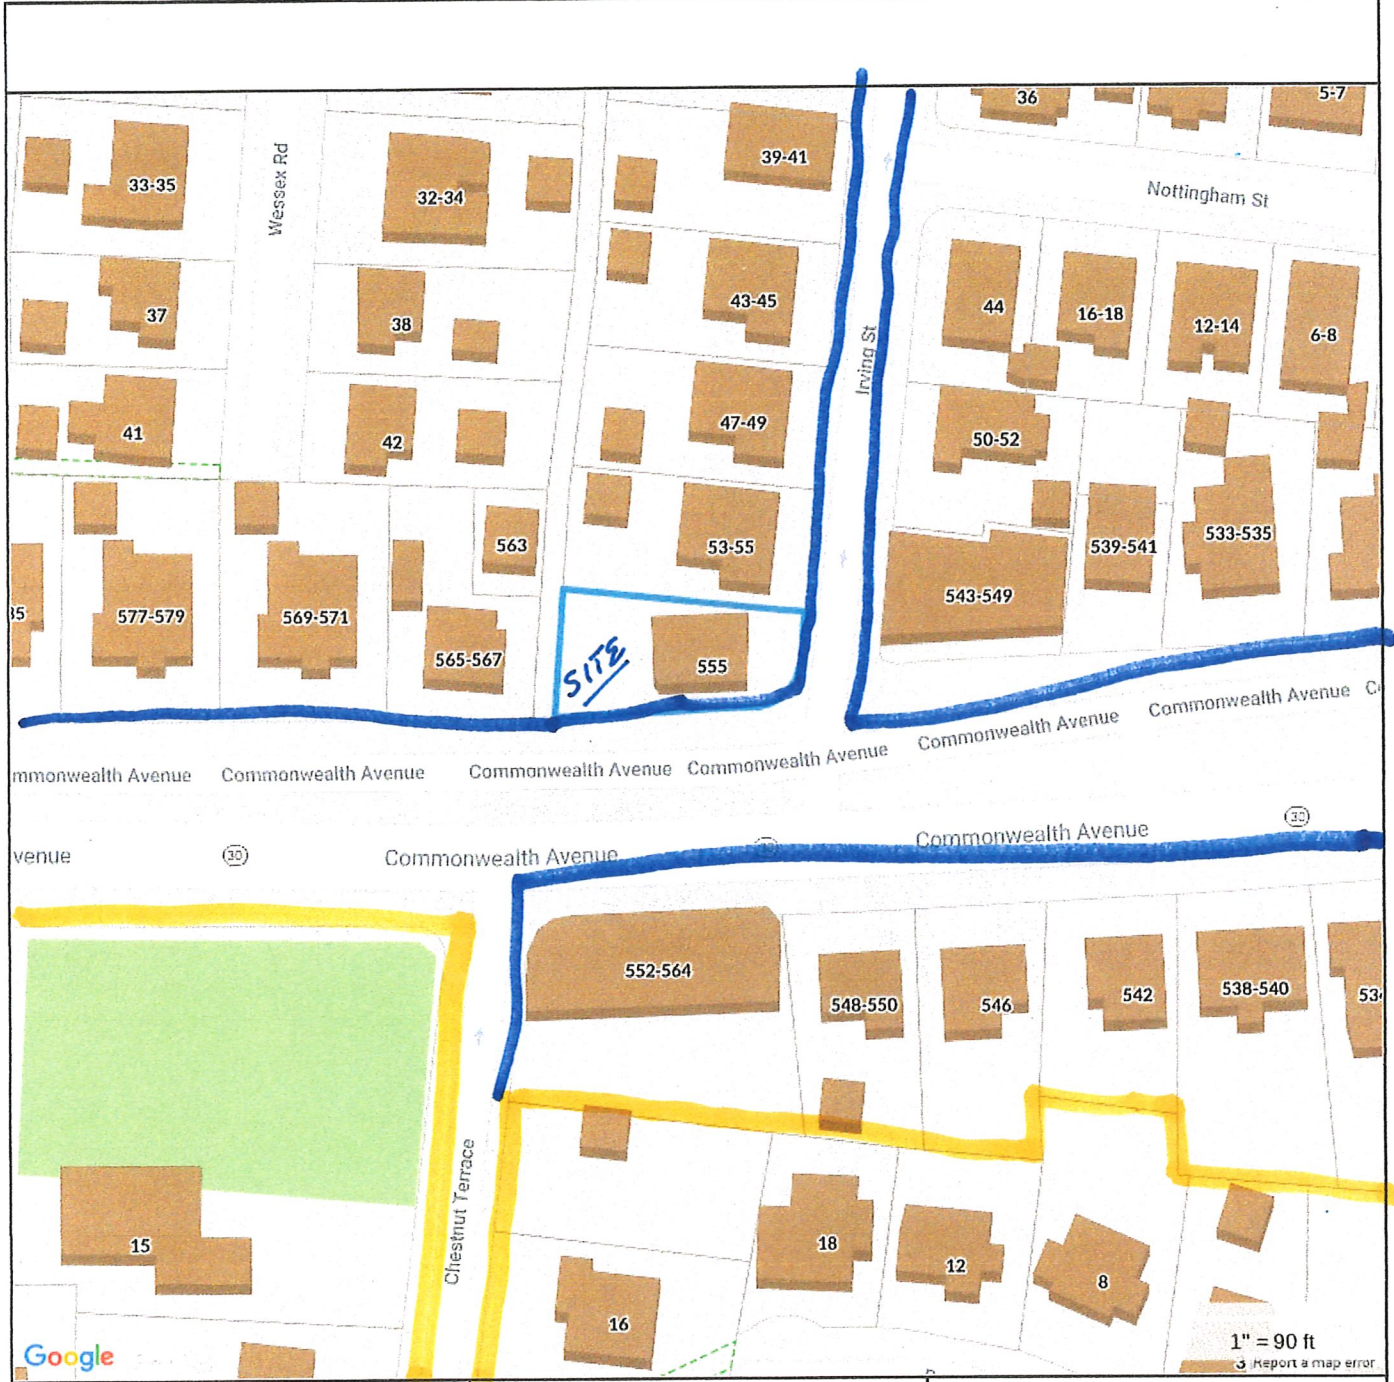 36
5-7
39-41
33-35
32-34
Wessex Rd
Nottingham St
43-45
44
16-18
12-14
6-8
37
38
Irving St
47-49
50-52
41
42
563
53-55
539-541
533-535
543-549
35
577-579
569-571
565-567
SITE
555
mmonwealth Avenue
Commonwealth Avenue
Commonwealth Avenue
Commonwealth Avenue
Commonwealth Avenue
Commonwealth Avenue
venue
30
Commonwealth Avenue
Commonwealth Avenue
30
552-564
548-550
546
542
538-540
534
Chestnut Terrace
15
18
12
8
16
Google
1" = 90 ft
Report a map error